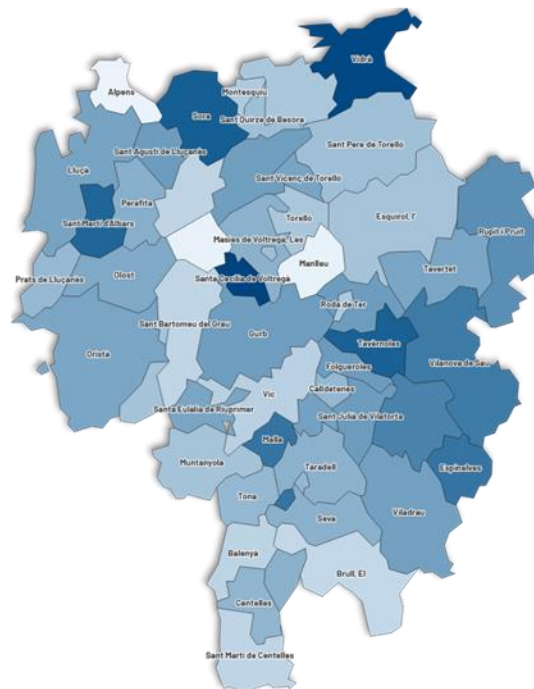 Vidrà
Alpens
Montesquiu
Sora
Sant Quirze de Besora
Sant Pere de Torelló
Sant Agustí de Lluçanès
Lluçà
Sant Vicenç de Torelló
Perafita
Sant Martí d'Albars
Torelló
Esquirol, l'
Rupit i Pruit
Masies de Voltregà, Les
Manlleu
Tavertet
Prats de Lluçanès
Olost
Santa Cecília de Voltregà
Roda de Ter
Sant Bartomeu del Grau
Gurb
Tavernoles
Orista
Vilanova de Sau
Folgueroles
Vic
Calldetenes
Santa Eulàlia de Riuprimer
Sant Julià de Vilatorta
Malla
Muntanyola
Taradell
Espinelves
Tona
Viladrau
Seva
Balenyà
Brull, El
Centelles
Sant Martí de Centelles